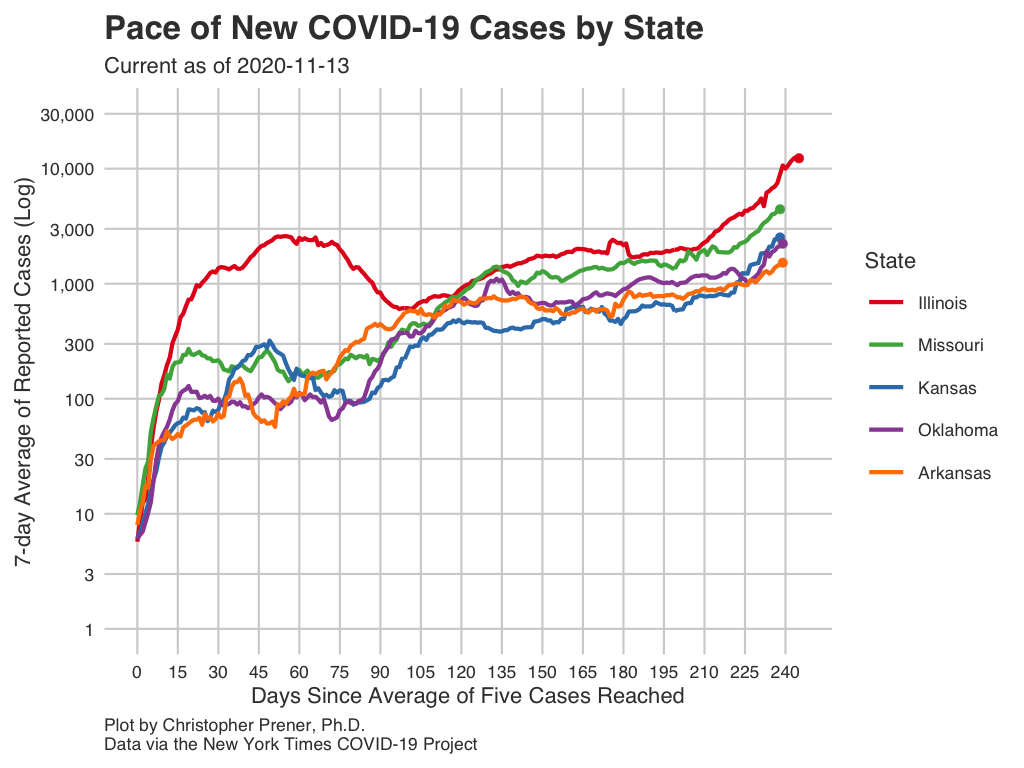 Pace of New COVID-19 Cases by State
Current as of 2020-11-13
7-day Average of Reported Cases (Log)
30,000
10,000
3,000
1,000
300
100
30
10
3
1
0 15 30 45 60 75 90 105 120 135 150 165 180 195 210 225 240
Days Since Average of Five Cases Reached
State
Illinois
Missouri
Kansas
Oklahoma
Arkansas
Plot by Christopher Prener, Ph.D.
Data via the New York Times COVID-19 Project